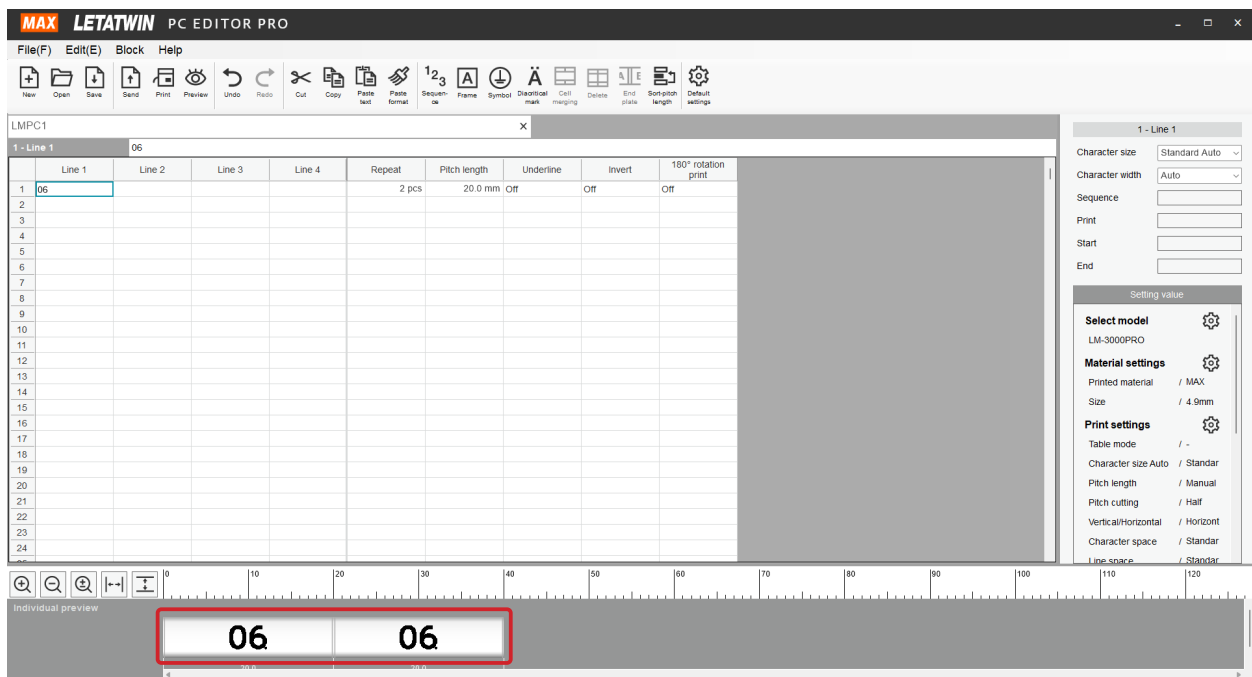 MAX LETATWIN PC EDITOR PRO
File(F) Edit(E) Block Help
New Open Save Send Print Preview Undo Redo Cut Copy Paste text Paste format Sequence Frame Symbol Diacritical mark Cell merging Delete End plate Sort-pitch length Default settings
LMPC1
1 - Line 1 06
Line 1 Line 2 Line 3 Line 4 Repeat Pitch length Underline Invert 180° rotation print
1 06 2 pcs 20.0 mm Off Off Off
2
3
4
5
6
7
8
9
10
11
12
13
14
15
16
17
18
19
20
21
22
23
24
1 - Line 1
Character size Standard Auto
Character width Auto
Sequence
Print
Start
End
Setting value
Select model
LM-3000PRO
Material settings
Printed material / MAX
Size / 4.9mm
Print settings
Table mode / -
Character size Auto / Standar
Pitch length / Manual
Pitch cutting / Half
Vertical/Horizontal / Horizont
Character space / Standar
Line space / Standar
0 10 20 30 40 50 60 70 80 90 100 110 120
Individual preview
06 06
20.0 20.0